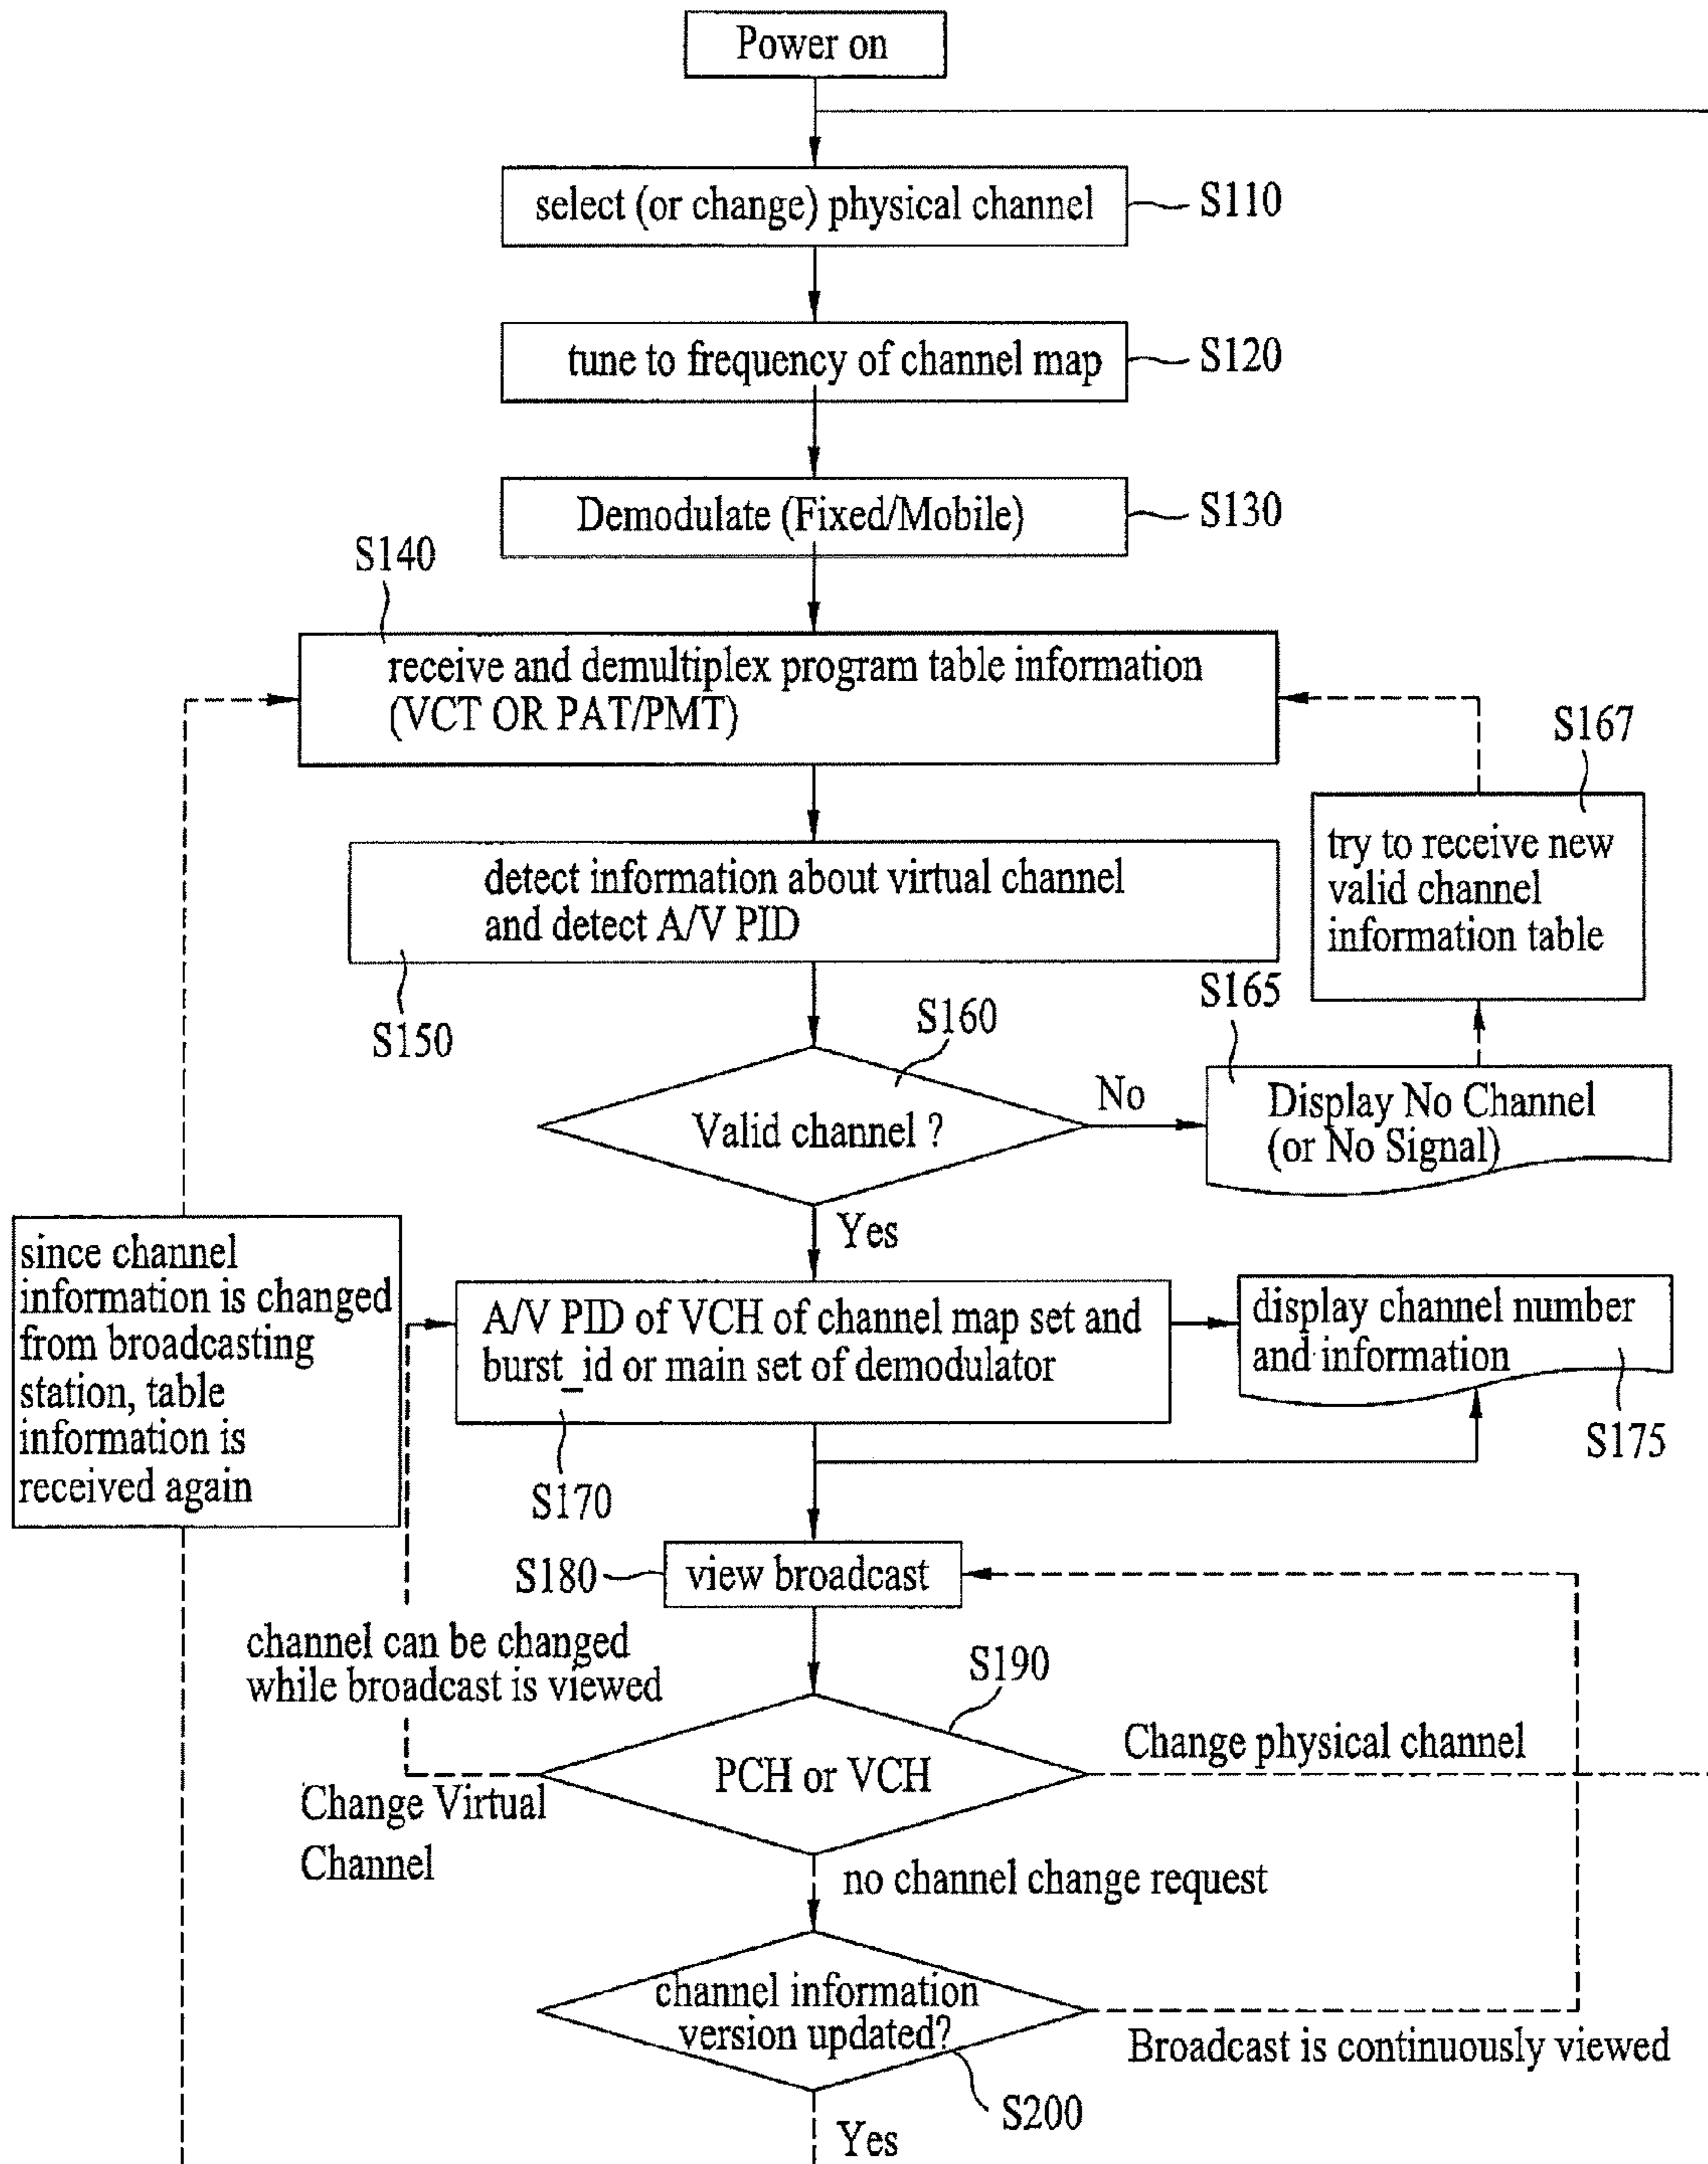 Power on
select (or change) physical channel
S110
tune to frequency of channel map
S120
Demodulate (Fixed/Mobile)
S130
S140
receive and demultiplex program table information
(VCT OR PAT/PMT)
S167
try to receive new
valid channel
information table
detect information about virtual channel
and detect A/V PID
S150
S160
S165
Valid channel ?
No
Display No Channel
(or No Signal)
Yes
since channel
information is changed
from broadcasting
station, table
information is
received again
A/V PID of VCH of channel map set and
burst_id or main set of demodulator
S170
display channel number
and information
S175
S180
view broadcast
channel can be changed
while broadcast is viewed
S190
PCH or VCH
Change physical channel
Change Virtual
Channel
no channel change request
channel information
version updated?
Broadcast is continuously viewed
S200
Yes